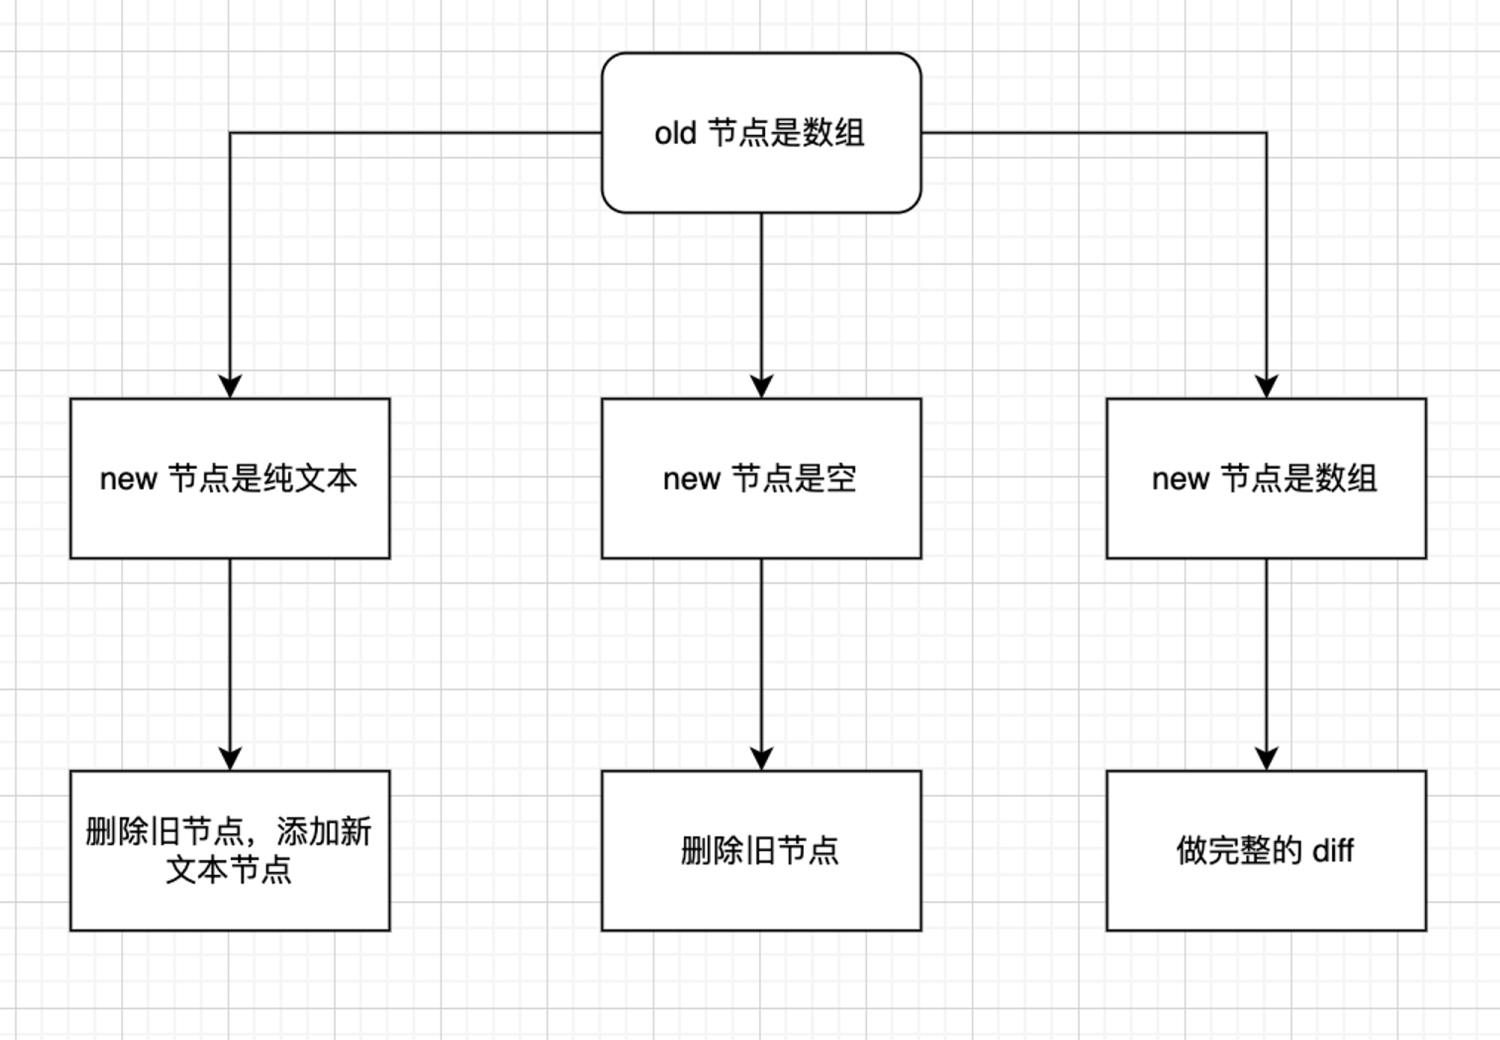 old 节点是数组
new 节点是纯文本
new 节点是空
new 节点是数组
删除旧节点，添加新
文本节点
删除旧节点
做完整的 diff